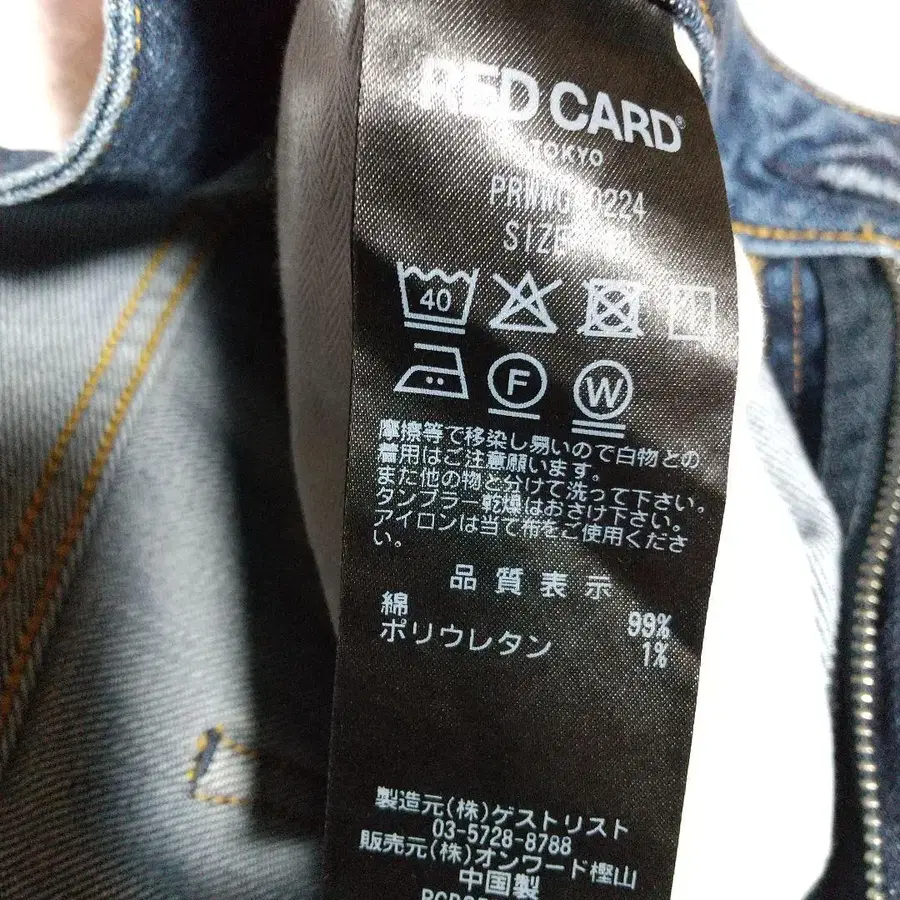 RED CARD®
TOKYO
SIZE
40
F
W
摩擦等で移染し易いので白物との
着用はご注意願います。
また他の物と分けて洗って下さい。
タンブラー乾燥はおさけ下さい。
アイロンは当て布をご使用くださ
い。
品質表示
綿 99%
ポリウレタン 1%
製造元(株)ゲストリスト
03-5728-8788
販売元(株)オンワード樫山
中国製